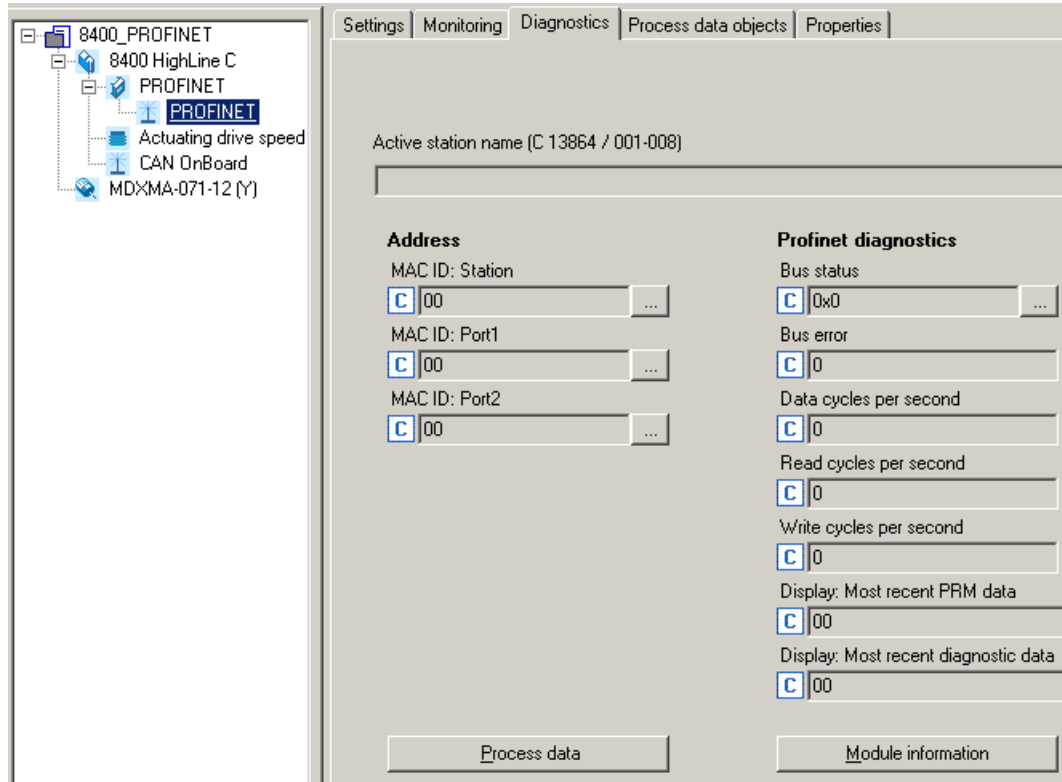 8400_PROFINET
8400 HighLine C
PROFINET
PROFINET
Actuating drive speed
CAN OnBoard
MDXMA-071-12 (Y)
Settings Monitoring Diagnostics Process data objects Properties
Active station name (C 13864 / 001-008)
Address
MAC ID: Station
C 00 ...
MAC ID: Port1
C 00 ...
MAC ID: Port2
C 00 ...
Process data
Profinet diagnostics
Bus status
C 0x0 ...
Bus error
C 0
Data cycles per second
C 0
Read cycles per second
C 0
Write cycles per second
C 0
Display: Most recent PRM data
C 00
Display: Most recent diagnostic data
C 00
Module information